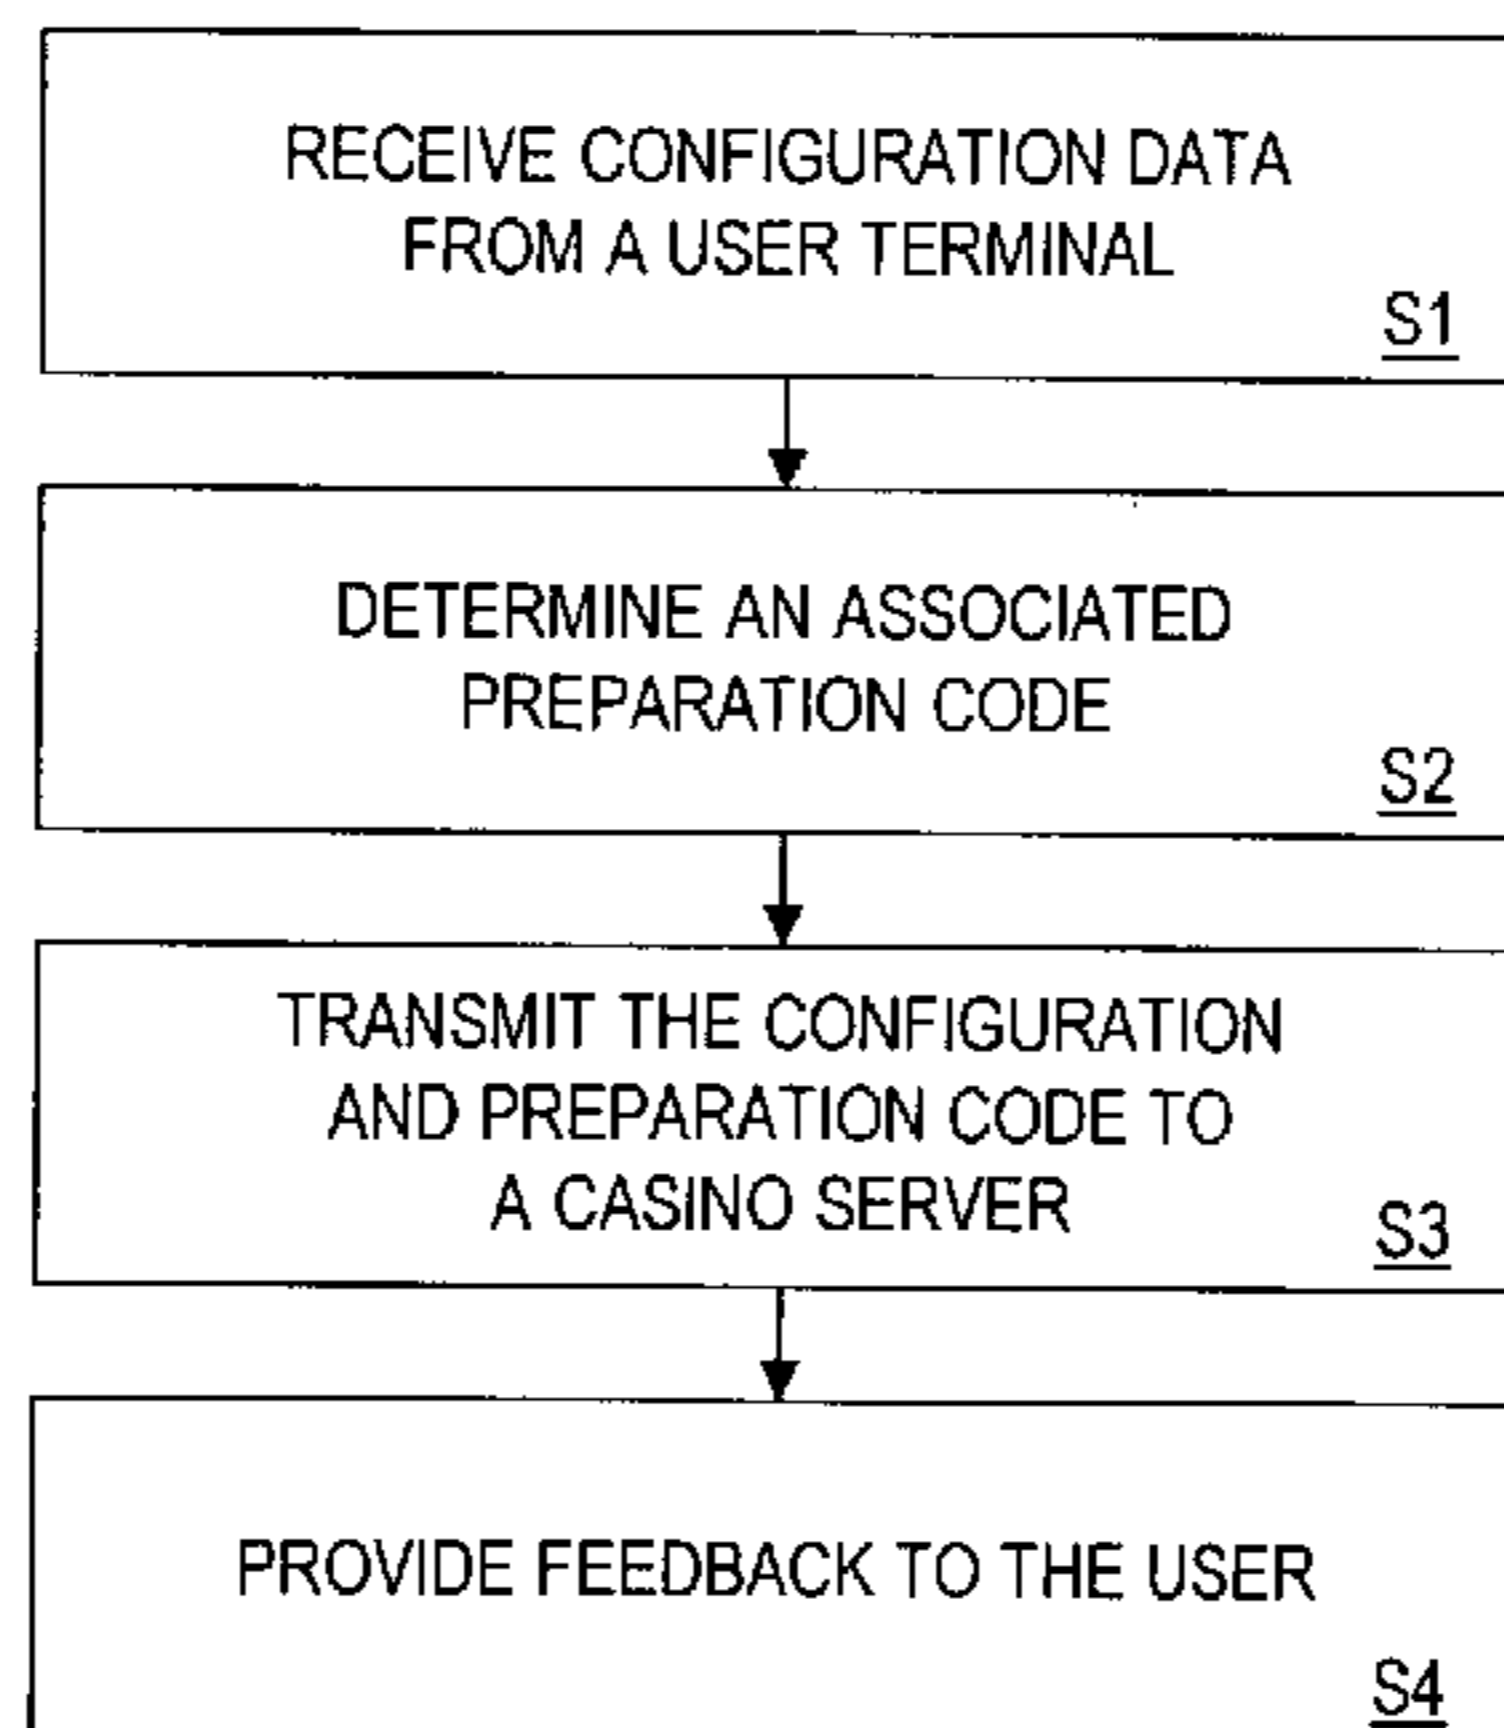 RECEIVE CONFIGURATION DATA
FROM A USER TERMINAL
S1
DETERMINE AN ASSOCIATED
PREPARATION CODE
S2
TRANSMIT THE CONFIGURATION
AND PREPARATION CODE TO
A CASINO SERVER
S3
PROVIDE FEEDBACK TO THE USER
S4